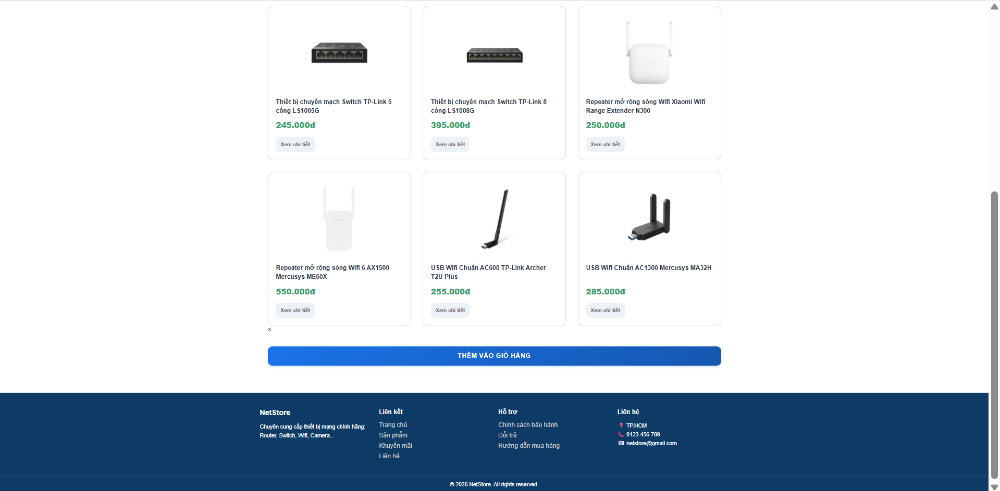 Thiết bị chuyển mạch Switch TP-Link 5
cổng LS1005G
245.000đ
Xem chi tiết
Thiết bị chuyển mạch Switch TP-Link 8
cổng LS1008G
395.000đ
Xem chi tiết
Repeater mở rộng sóng Wifi Xiaomi Wifi
Range Extender N300
250.000đ
Xem chi tiết
Repeater mở rộng sóng Wifi 6 AX1500
Mercusys ME60X
550.000đ
Xem chi tiết
USB Wifi Chuẩn AC600 TP-Link Archer
T2U Plus
255.000đ
Xem chi tiết
USB Wifi Chuẩn AC1300 Mercusys MA32H
285.000đ
Xem chi tiết
×
THÊM VÀO GIỎ HÀNG
NetStore
Chuyên cung cấp thiết bị mạng chính hãng:
Router, Switch, Wifi, Camera...
Liên kết
Trang chủ
Sản phẩm
Khuyến mãi
Liên hệ
Hỗ trợ
Chính sách bảo hành
Đổi trả
Hướng dẫn mua hàng
Liên hệ
📍 TP.HCM
📞 0123 456 789
📧 netstore@gmail.com
© 2026 NetStore. All rights reserved.